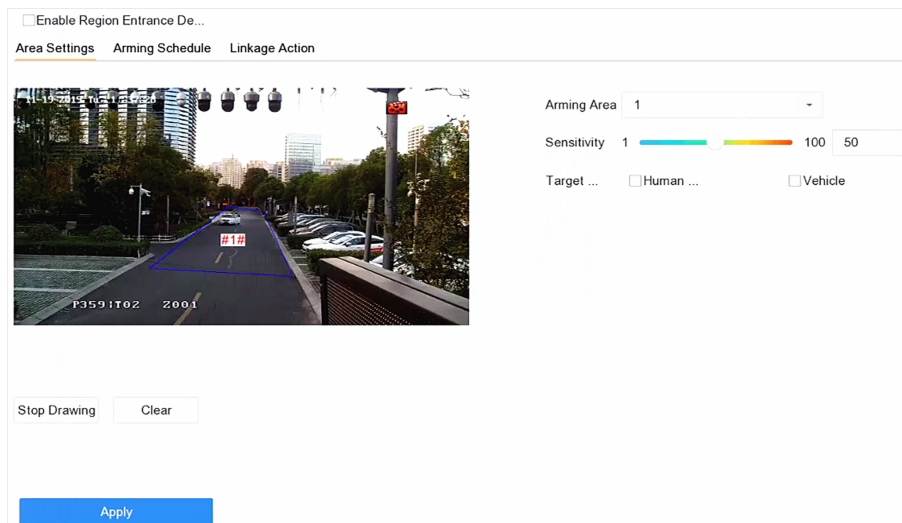 Enable Region Entrance De...
Area Settings Arming Schedule Linkage Action
Arming Area 1
Sensitivity 1 100 50
Target ... Human ... Vehicle
#1#
2001
Stop Drawing Clear
Apply